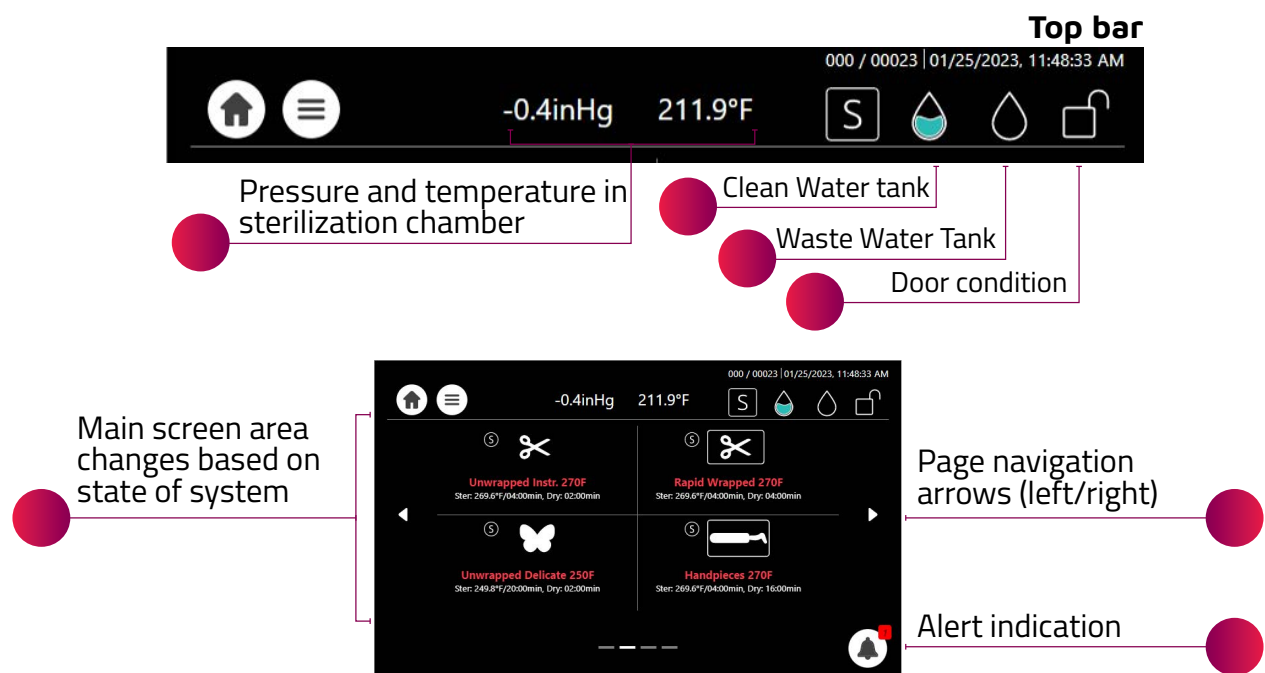 Top bar
000 / 00023 | 01/25/2023, 11:48:33 AM
-0.4inHg 211.9°F S
Pressure and temperature in
sterilization chamber
Clean Water tank
Waste Water Tank
Door condition
000 / 00023 | 01/25/2023, 11:48:33 AM
-0.4inHg 211.9°F S
Main screen area
changes based on
state of system
S
Unwrapped Instr. 270F
Ster: 269.6°F/04:00min, Dry: 02:00min
S
Rapid Wrapped 270F
Ster: 269.6°F/04:00min, Dry: 04:00min
S
Unwrapped Delicate 250F
Ster: 249.8°F/20:00min, Dry: 02:00min
S
Handpieces 270F
Ster: 269.6°F/04:00min, Dry: 16:00min
Page navigation
arrows (left/right)
Alert indication